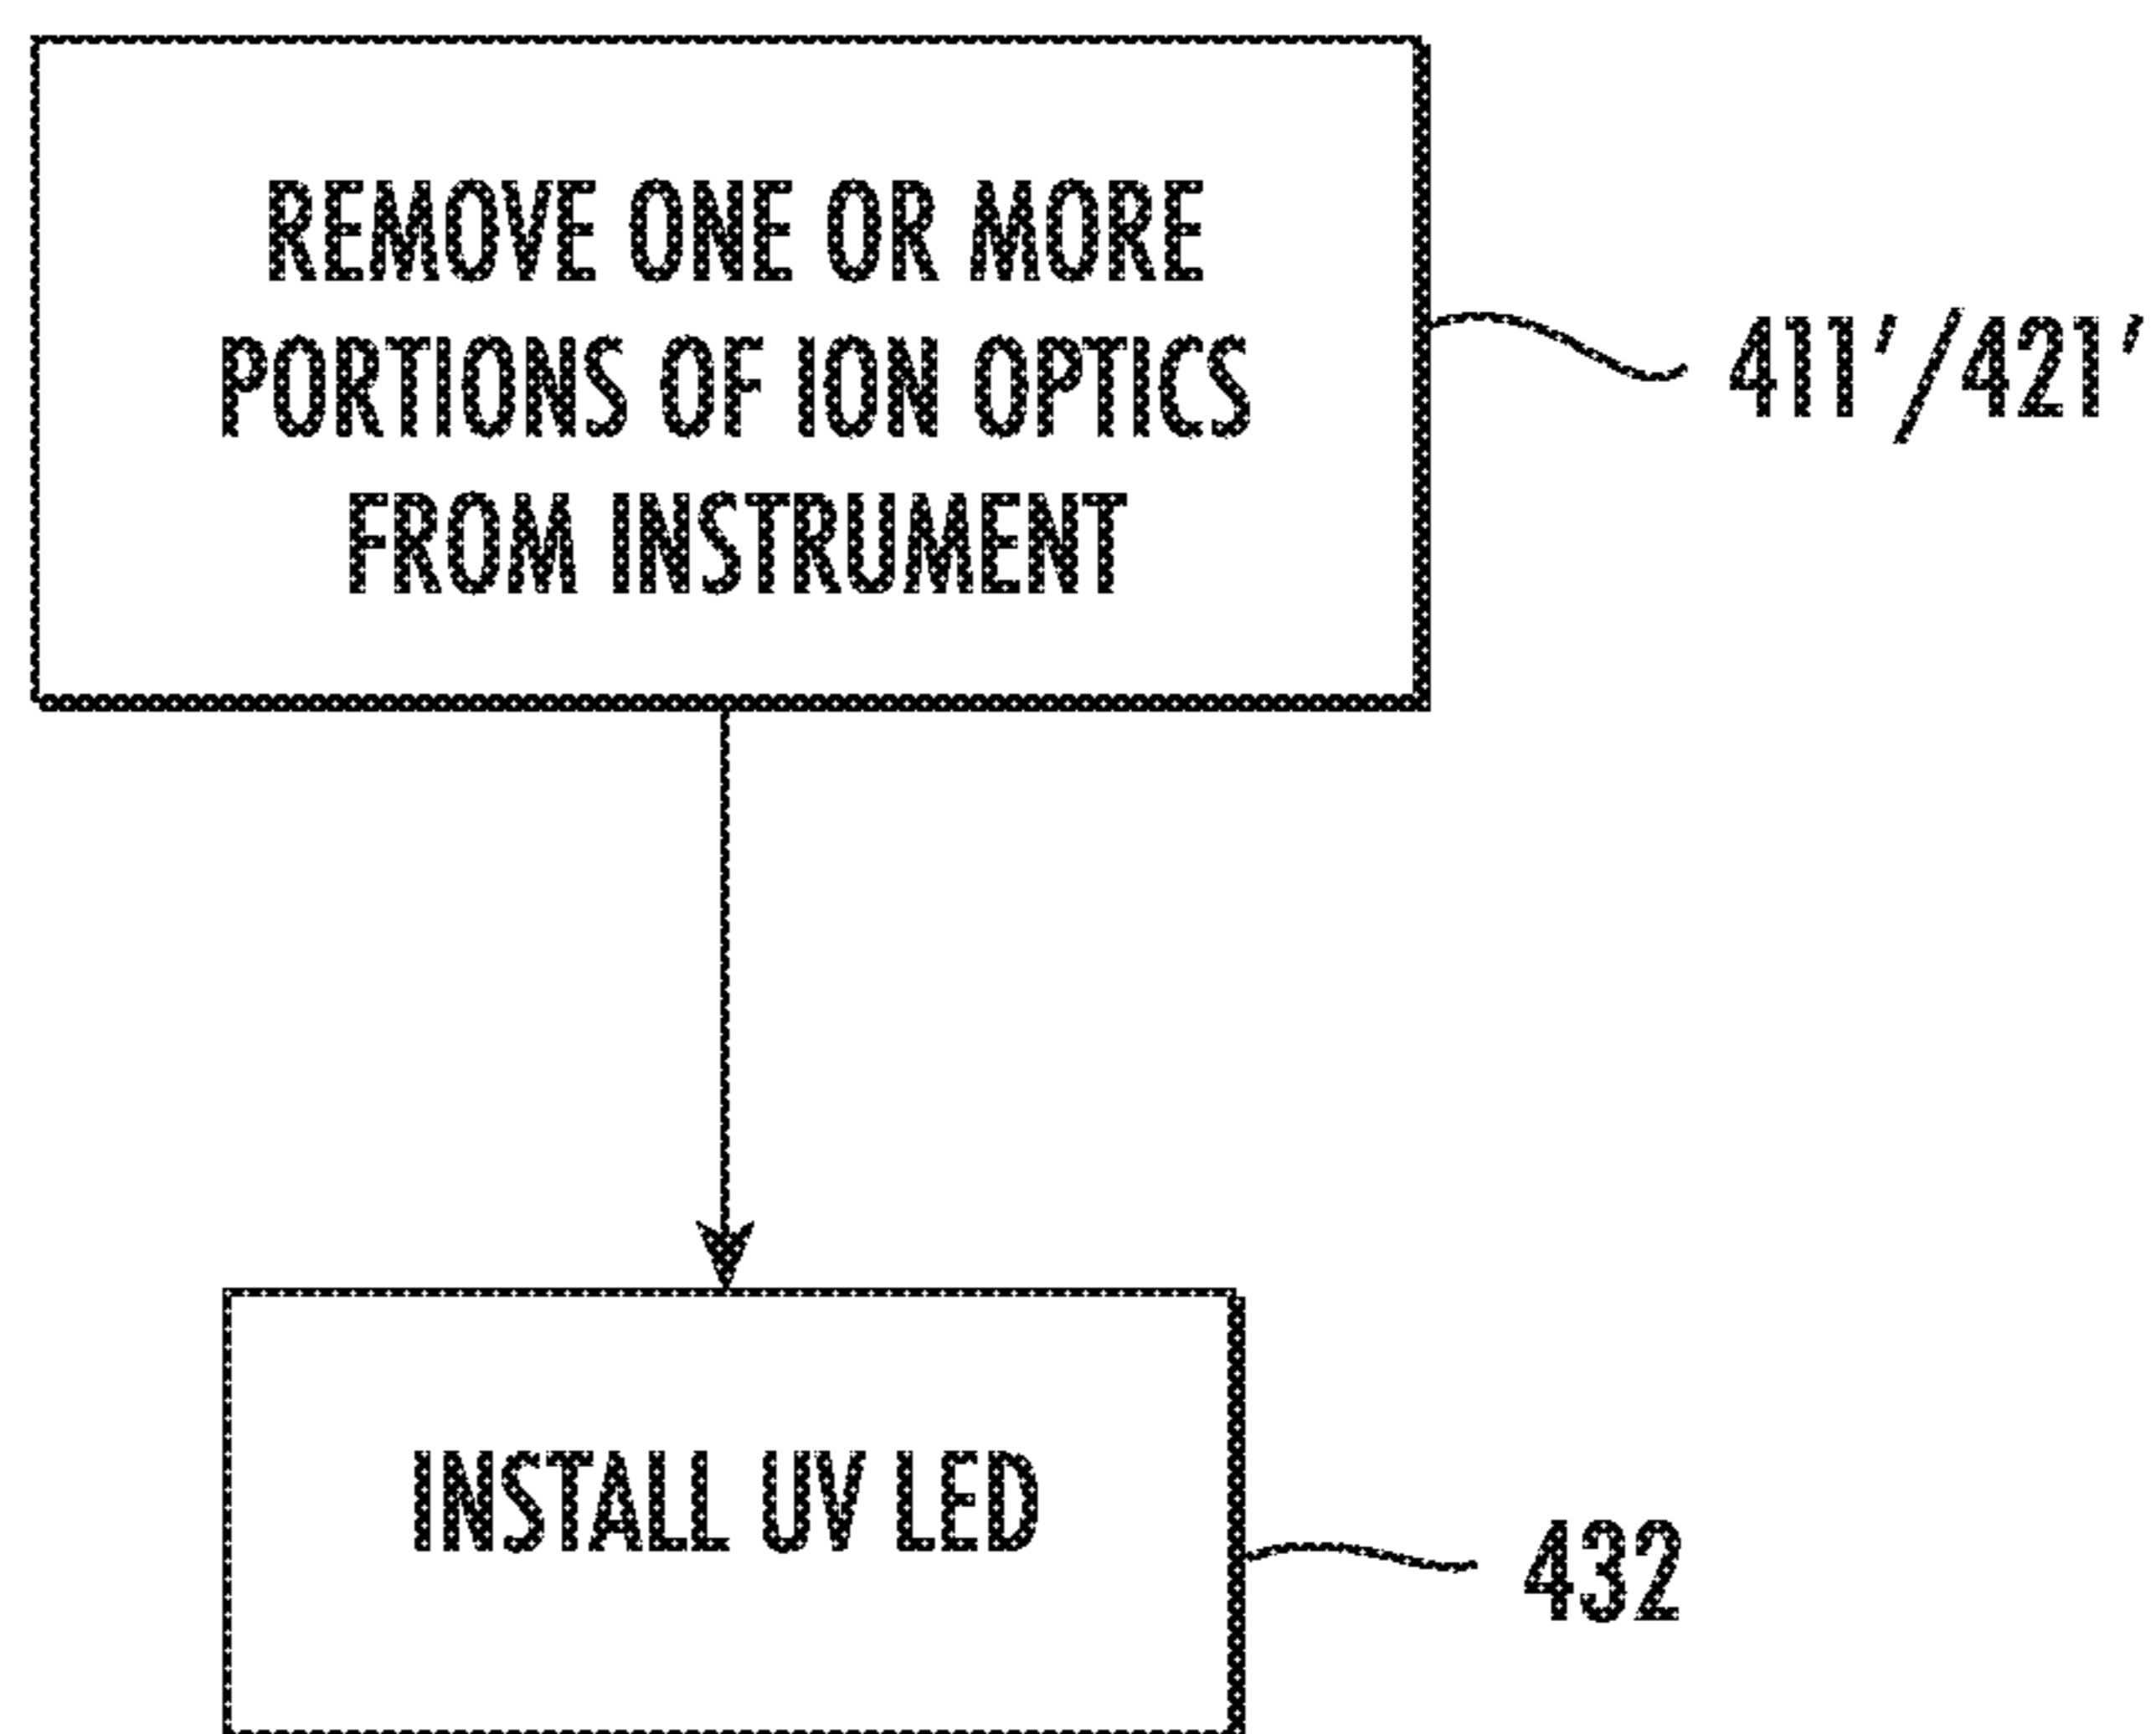 REMOVE ONE OR MORE
PORTIONS OF ION OPTICS
FROM INSTRUMENT
411'/421'
INSTALL UV LED
432